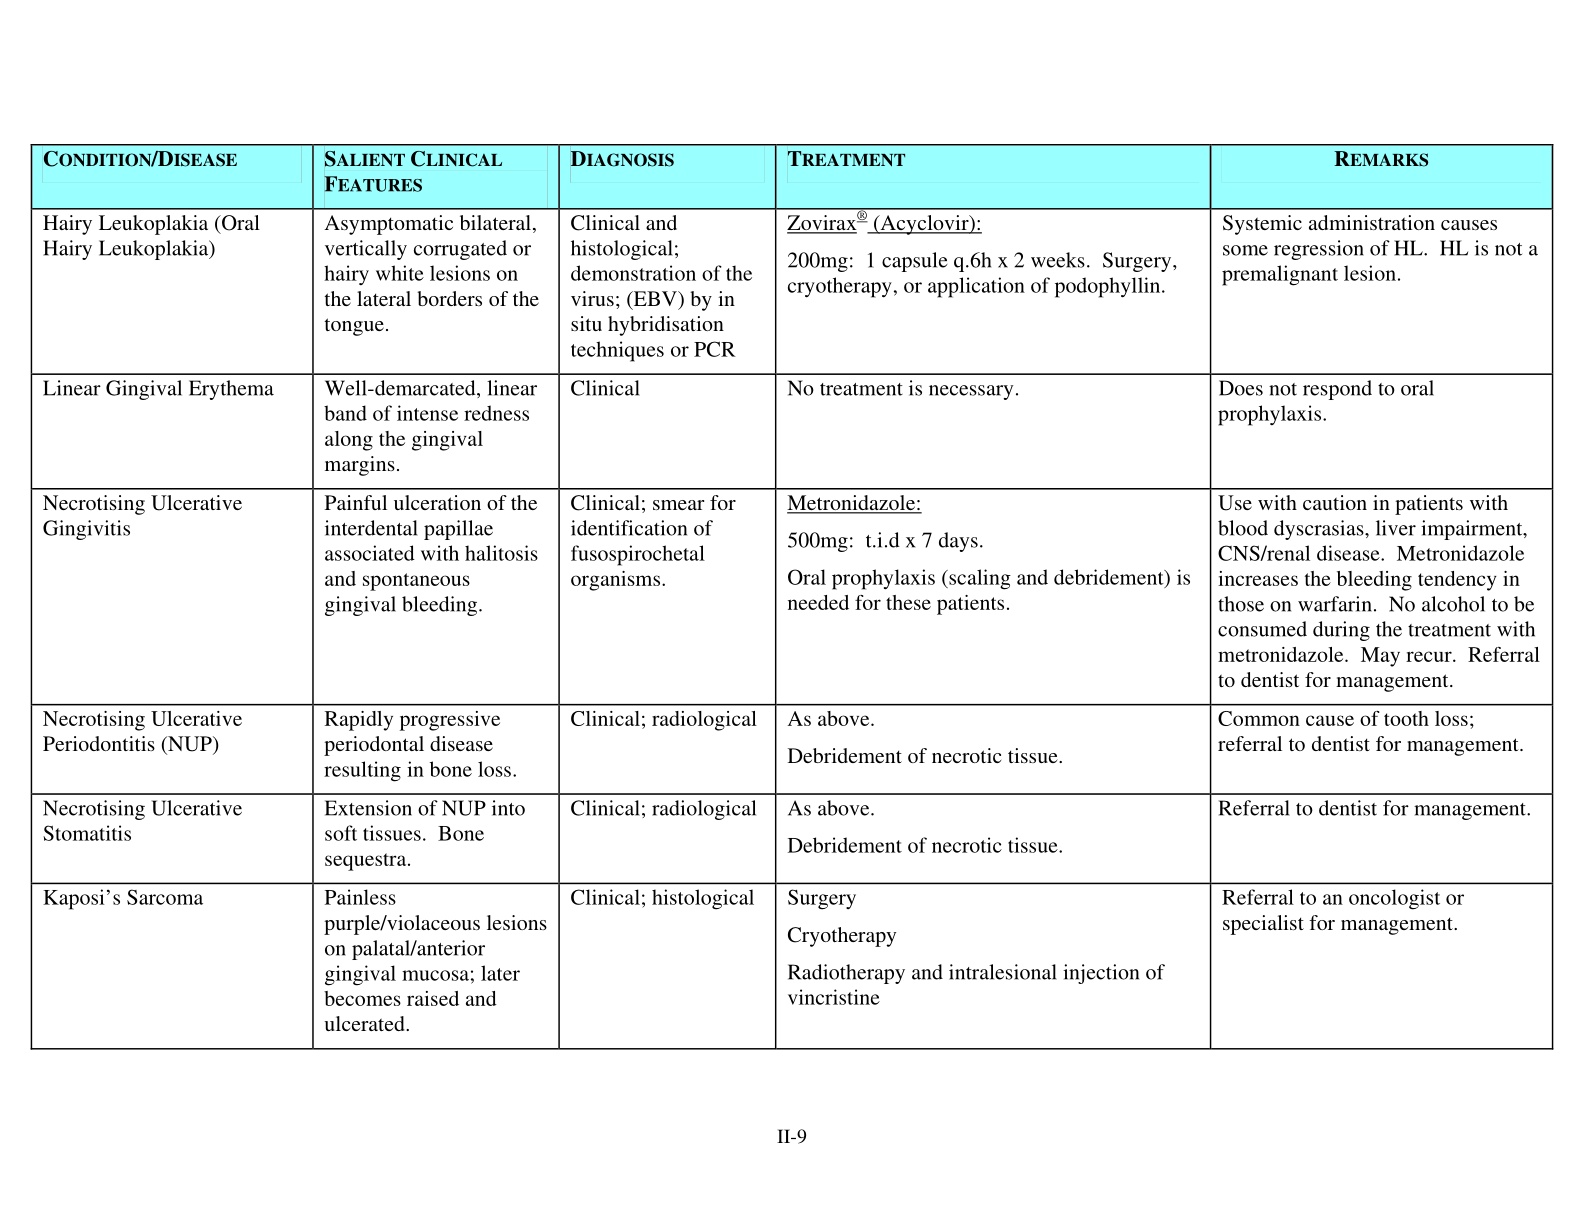 CONDITION/DISEASE
SALIENT CLINICAL
FEATURES
DIAGNOSIS
TREATMENT
REMARKS
Hairy Leukoplakia (Oral
Hairy Leukoplakia)
Asymptomatic bilateral,
vertically corrugated or
hairy white lesions on
the lateral borders of the
tongue.
Clinical and
histological;
demonstration of the
virus; (EBV) by in
situ hybridisation
techniques or PCR
Zovirax® (Acyclovir):
200mg:  1 capsule q.6h x 2 weeks.  Surgery,
cryotherapy, or application of podophyllin.
Systemic administration causes
some regression of HL.  HL is not a
premalignant lesion.
Linear Gingival Erythema
Well-demarcated, linear
band of intense redness
along the gingival
margins.
Clinical
No treatment is necessary.
Does not respond to oral
prophylaxis.
Necrotising Ulcerative
Gingivitis
Painful ulceration of the
interdental papillae
associated with halitosis
and spontaneous
gingival bleeding.
Clinical; smear for
identification of
fusospirochetal
organisms.
Metronidazole:
500mg:  t.i.d x 7 days.
Oral prophylaxis (scaling and debridement) is
needed for these patients.
Use with caution in patients with
blood dyscrasias, liver impairment,
CNS/renal disease.  Metronidazole
increases the bleeding tendency in
those on warfarin.  No alcohol to be
consumed during the treatment with
metronidazole.  May recur.  Referral
to dentist for management.
Necrotising Ulcerative
Periodontitis (NUP)
Rapidly progressive
periodontal disease
resulting in bone loss.
Clinical; radiological
As above.
Debridement of necrotic tissue.
Common cause of tooth loss;
referral to dentist for management.
Necrotising Ulcerative
Stomatitis
Extension of NUP into
soft tissues.  Bone
sequestra.
Clinical; radiological
As above.
Debridement of necrotic tissue.
Referral to dentist for management.
Kaposi’s Sarcoma
Painless
purple/violaceous lesions
on palatal/anterior
gingival mucosa; later
becomes raised and
ulcerated.
Clinical; histological
Surgery
Cryotherapy
Radiotherapy and intralesional injection of
vincristine
Referral to an oncologist or
specialist for management.
II-9